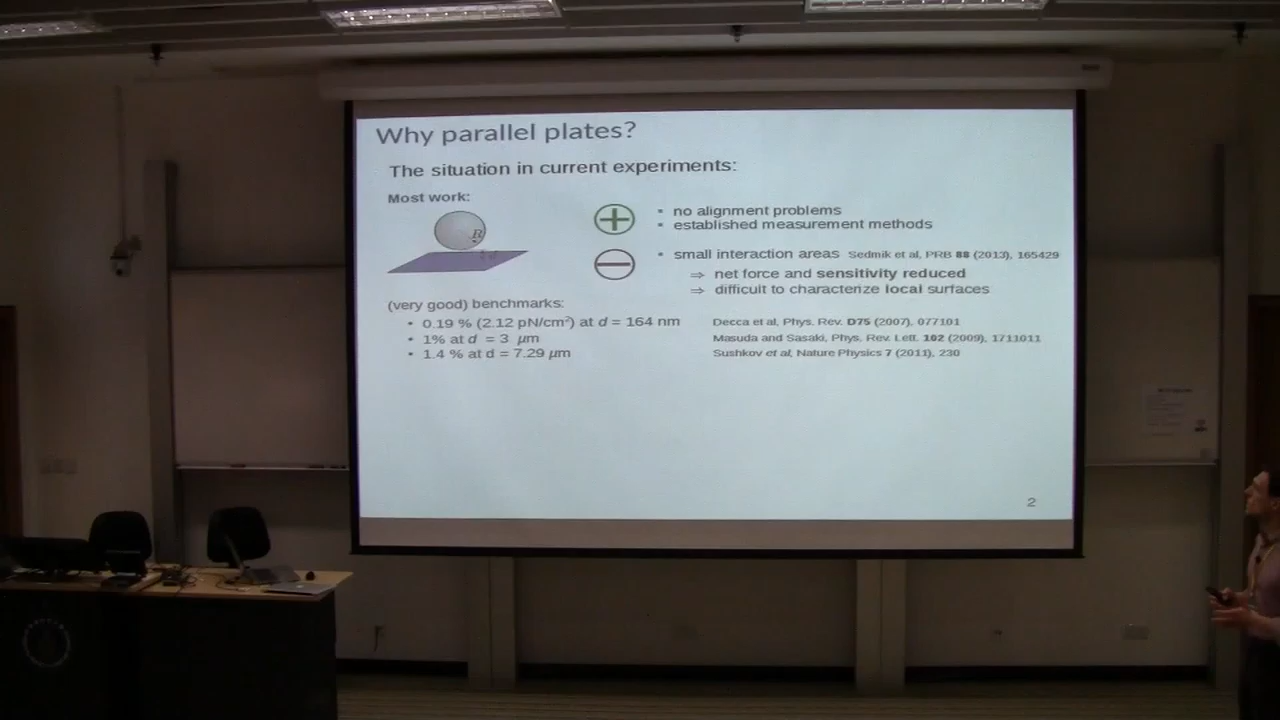 Why parallel plates?
The situation in current experiments:
Most work:
R
d
no alignment problems
established measurement methods
small interaction areas Sedmik et al, PRB 88 (2013), 165429
⇒ net force and sensitivity reduced
⇒ difficult to characterize local surfaces
(very good) benchmarks:
• 0.19 % (2.12 pN/cm²) at d = 164 nm Decca et al, Phys. Rev. D75 (2007), 077101
• 1% at d = 3 µm Masuda and Sasaki, Phys. Rev. Lett. 102 (2009), 1711011
• 1.4 % at d = 7.29 µm Sushkov et al, Nature Physics 7 (2011), 230
2